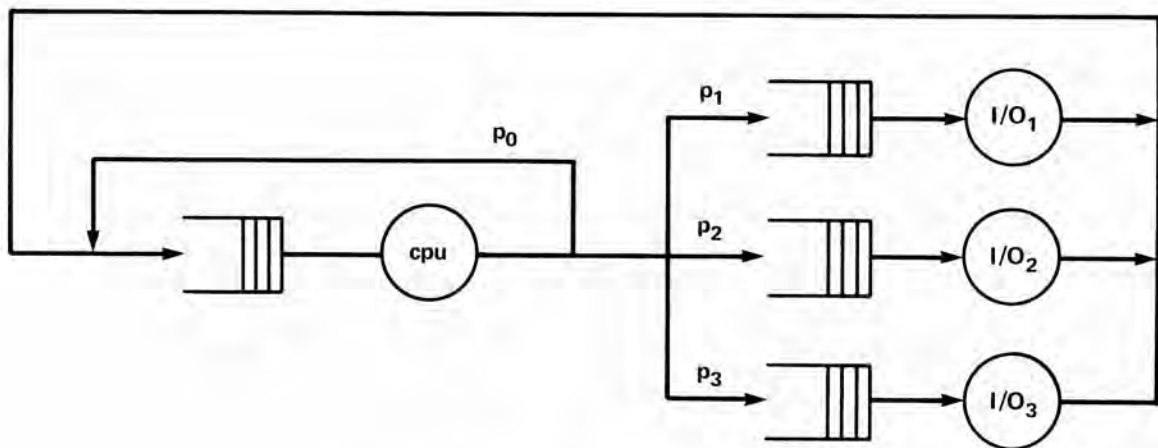 p₁
I/O₁
p₀
cpu
p₂
I/O₂
p₃
I/O₃